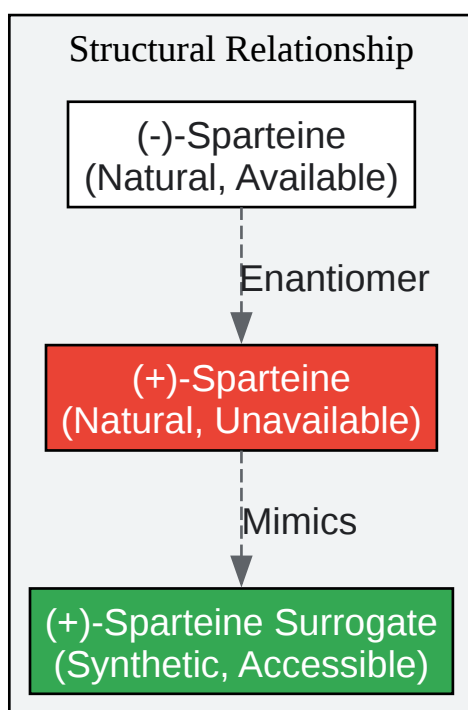 Structural Relationship
(-)-Sparteine
(Natural, Available)
Enantiomer
(+)-Sparteine
(Natural, Unavailable)
Mimics
(+)-Sparteine Surrogate
(Synthetic, Accessible)